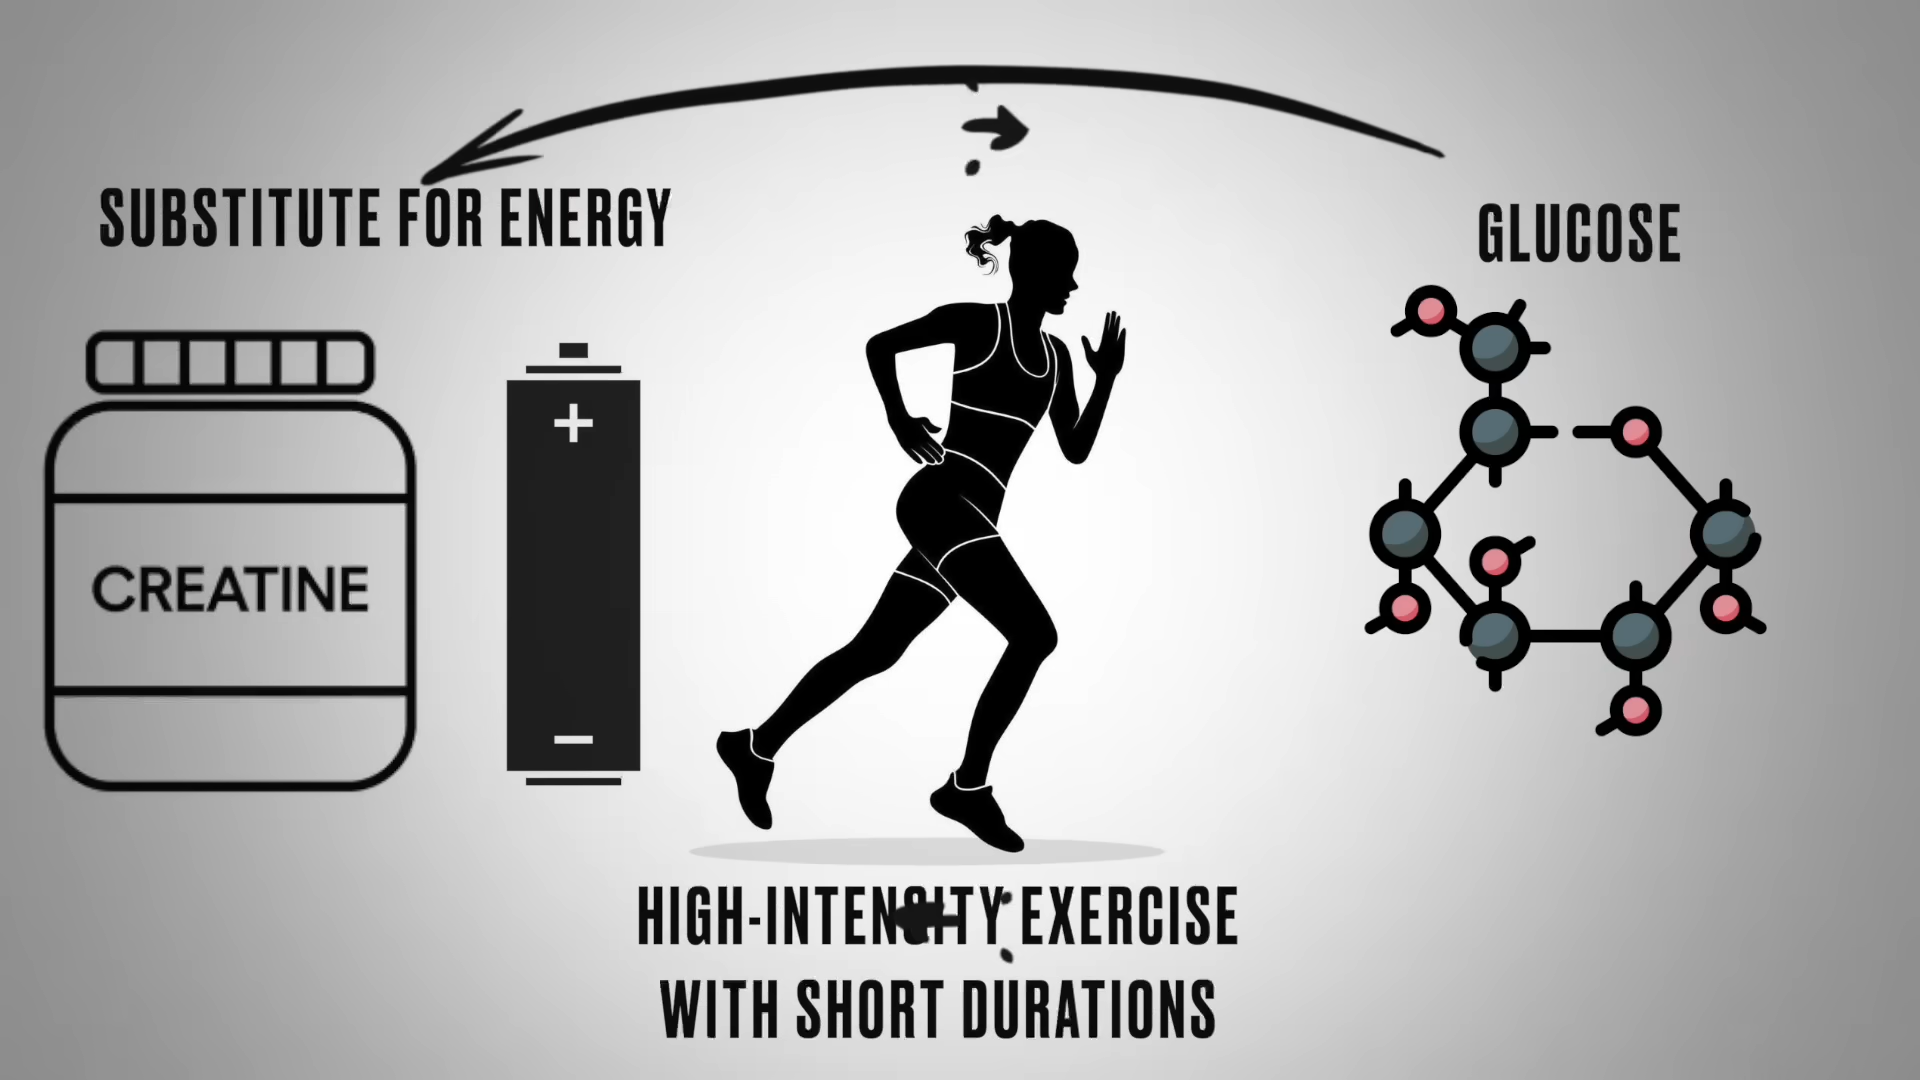 SUBSTITUTE FOR ENERGY
GLUCOSE
CREATINE
HIGH-INTENSITY EXERCISE
WITH SHORT DURATIONS